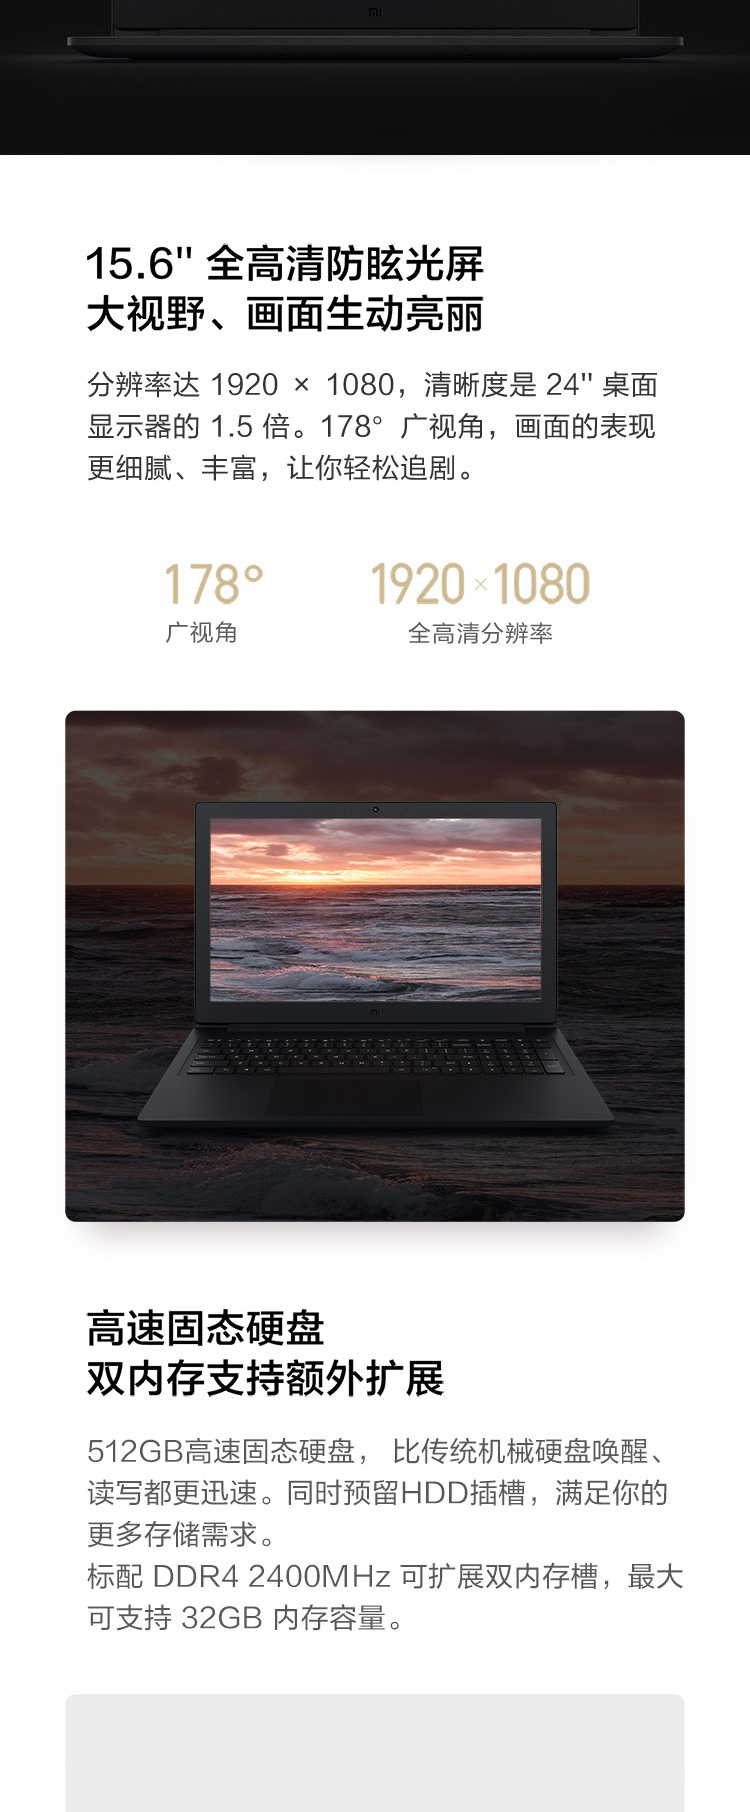 mi
15.6" 全高清防眩光屏
大视野、画面生动亮丽
分辨率达 1920 × 1080，清晰度是 24" 桌面
显示器的 1.5 倍。178° 广视角，画面的表现
更细腻、丰富，让你轻松追剧。
178°
广视角
1920×1080
全高清分辨率
mi
高速固态硬盘
双内存支持额外扩展
512GB高速固态硬盘， 比传统机械硬盘唤醒、
读写都更迅速。同时预留HDD插槽，满足你的
更多存储需求。
标配 DDR4 2400MHz 可扩展双内存槽，最大
可支持 32GB 内存容量。